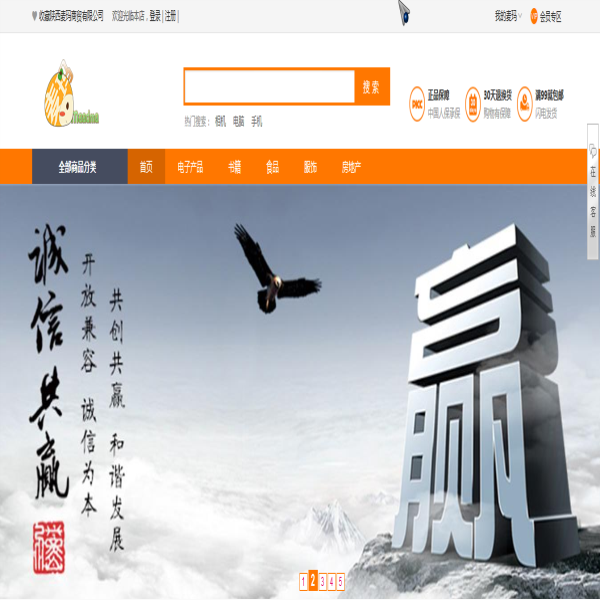 收藏陕西麦玛商贸有限公司 欢迎光临本店，登录 | 注册 |
我的麦玛 会员专区
搜 索
热门搜索： 相机 电脑 手机
正品保障
中国人保承保
30天退换货
购物有保障
满99就包邮
闪电发货
全部商品分类 首页 电子产品 书籍 食品 服饰 房地产
在线客服
诚信共赢
开放兼容 诚信为本
共创共赢 和谐发展
赢
1 2 3 4 5